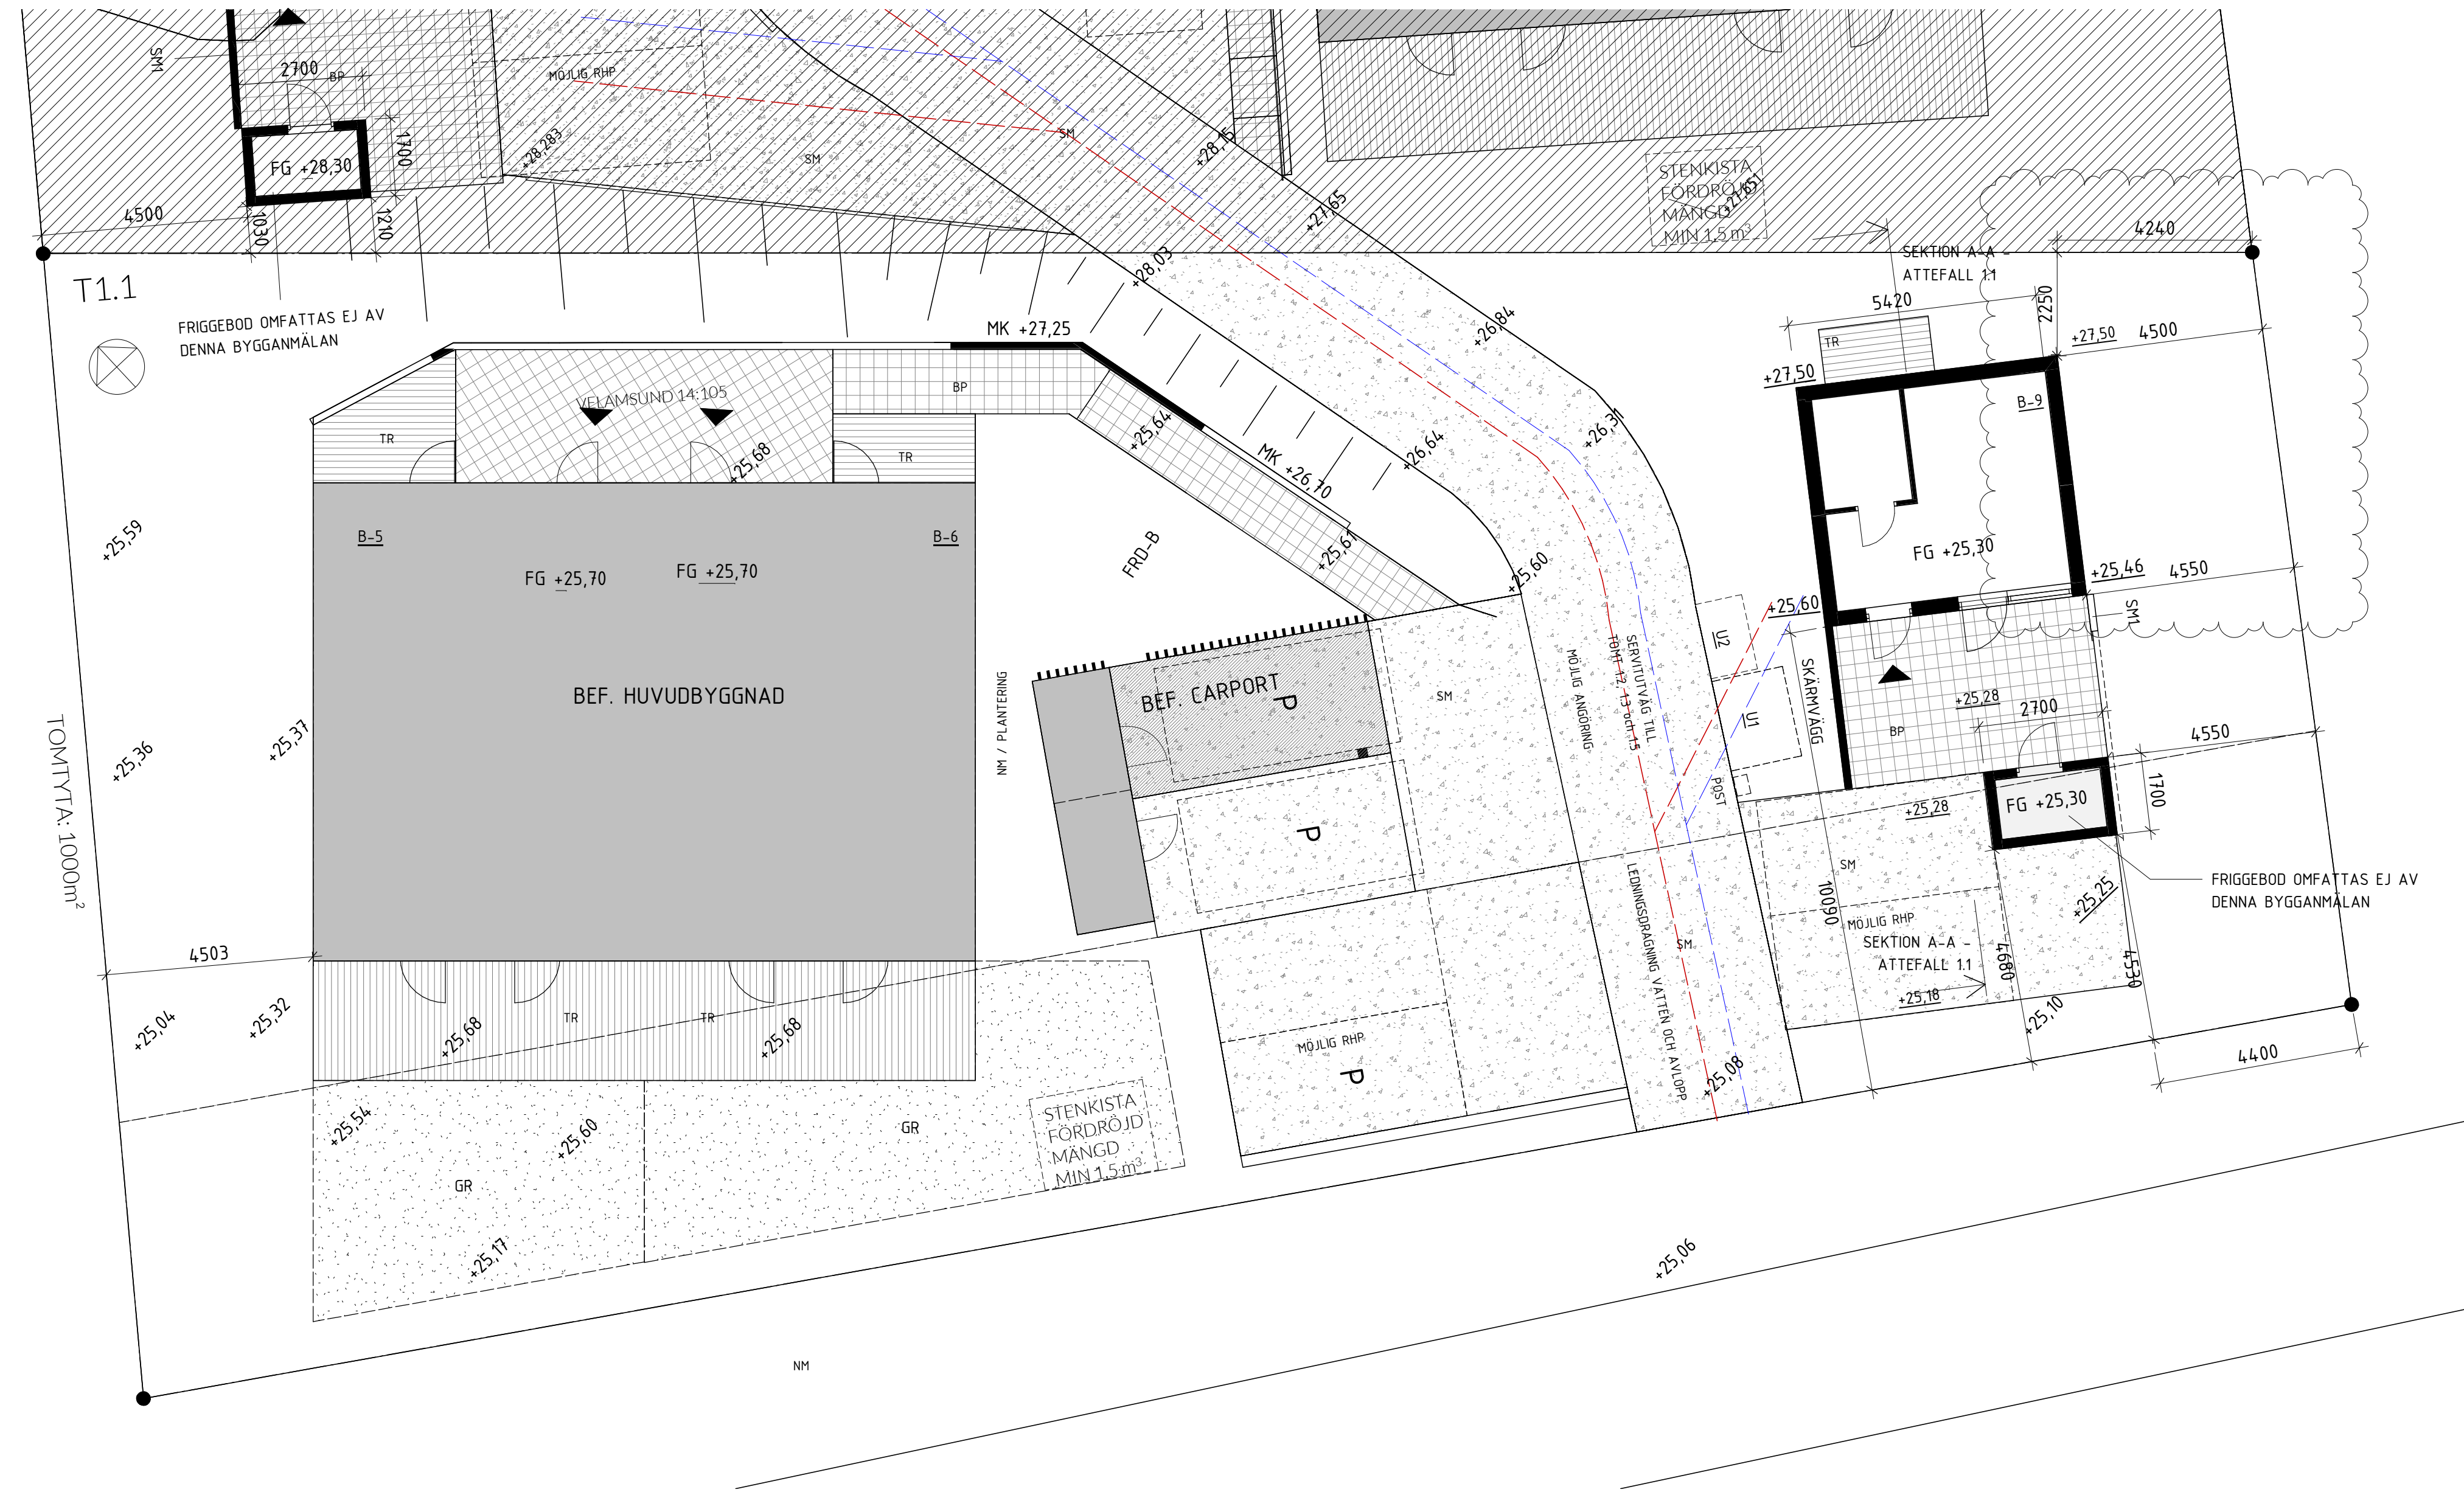 SM1
2700
BP
MÖJLIG RHP
FG +28,30
1700
+28,283
SM
SM
+28,15
4500
1030
1210
STENKISTA
FÖRDRÖJD
MÄNGD
MIN 1,5 m³
+27,65
+27,65
+28,03
4240
SEKTION A-A -
ATTEFALL 1.1
T1.1
FRIGGEBOD OMFATTAS EJ AV
DENNA BYGGANMÄLAN
MK +27,25
5420
2250
+27,50
4500
+26,84
TR
+27,50
VELAMSUND 14:105
BP
B-9
TR
+25,68
TR
+25,64
MK +26,70
+26,64
+26,31
B-5
B-6
FG +25,70
FG +25,70
+25,59
FRD-B
+25,61
+25,60
FG +25,30
+25,46
4550
+25,60
SM1
BEF. HUVUDBYGGNAD
NM / PLANTERING
BEF. CARPORT
P
SM
MÖJLIG ANGÖRING
SERVITUTVÄG TILL
TOMT 1.2, 1.3 och 1.5
U2
U1
POST
SKÄRMVÄGG
+25,28
2700
BP
4550
TOMTYTA: 1000m²
+25,36
+25,37
P
+25,28
FG +25,30
1700
SM
FRIGGEBOD OMFATTAS EJ AV
DENNA BYGGANMÄLAN
+25,25
10090
MÖJLIG RHP
SEKTION A-A -
ATTEFALL 1.1
4680
4530
+25,18
+25,10
4400
4503
+25,04
+25,32
+25,68
TR
TR
+25,68
LEDNINGSDRAGNING VATTEN OCH AVLOPP
SM
MÖJLIG RHP
P
+25,08
+25,54
+25,60
GR
GR
+25,17
STENKISTA
FÖRDRÖJD
MÄNGD
MIN 1,5 m³
+25,06
NM